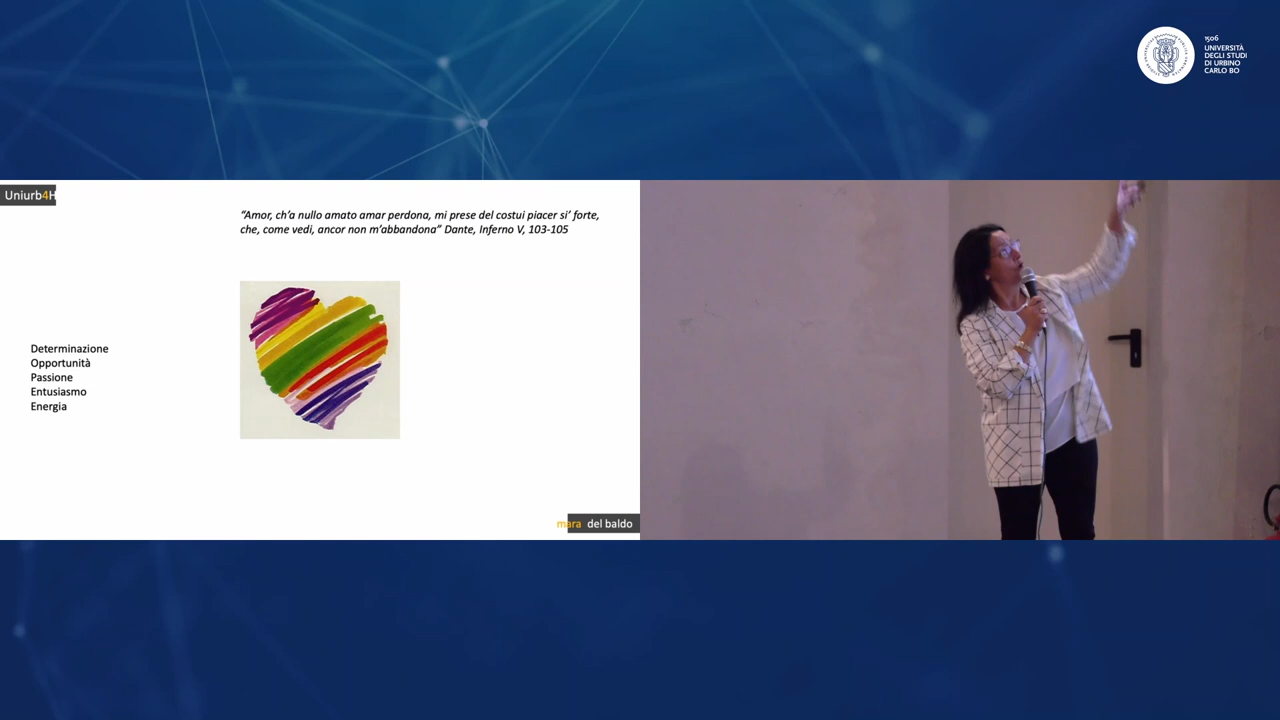 1506
UNIVERSITÀ
DEGLI STUDI
DI URBINO
CARLO BO
Uniurb4H
“Amor, ch’a nullo amato amar perdona, mi prese del costui piacer si’ forte,
che, come vedi, ancor non m’abbandona” Dante, Inferno V, 103-105
Determinazione
Opportunità
Passione
Entusiasmo
Energia
mara del baldo